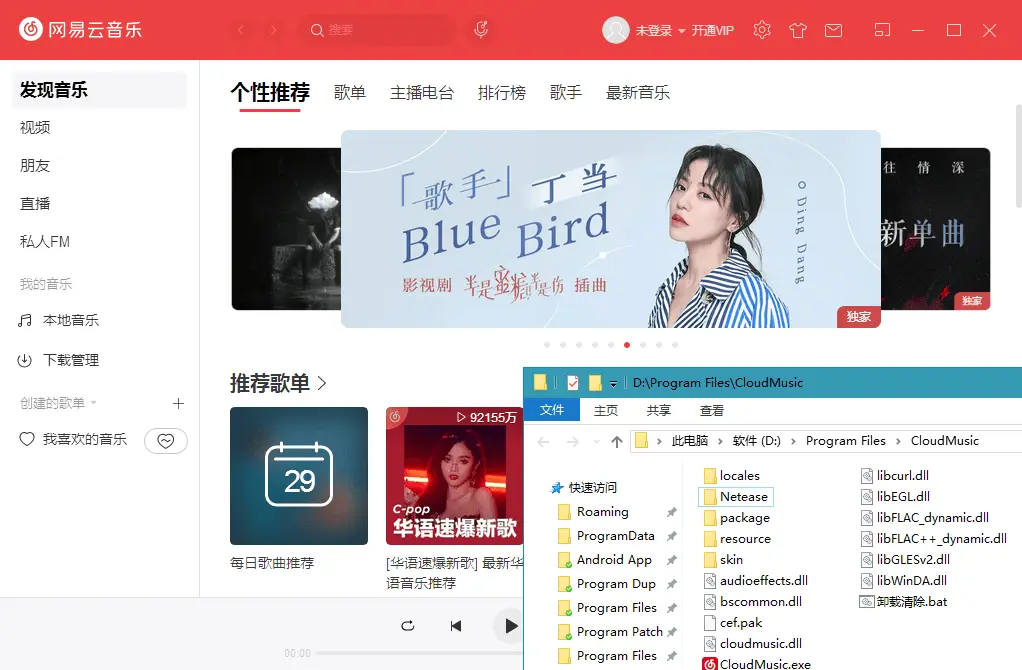 网易云音乐
搜索
未登录
开通VIP
发现音乐
视频
朋友
直播
私人FM
我的音乐
本地音乐
下载管理
创建的歌单
我喜欢的音乐
个性推荐 歌单 主播电台 排行榜 歌手 最新音乐
「歌手」丁当
Blue Bird
影视剧 半是蜜糖半是伤 插曲
Ding Dang
独家
往情深
新单曲
独家
推荐歌单
29
每日歌曲推荐
92155万
C-pop
华语速爆新歌
[华语速爆新歌] 最新华
语音乐推荐
00:00
D:\Program Files\CloudMusic
文件 主页 共享 查看
此电脑 软件 (D:) Program Files CloudMusic
快速访问
Roaming
ProgramData
Android App
Program Dup
Program Files
Program Patch
Program Files
locales
Netease
package
resource
skin
audioeffects.dll
bscommon.dll
cef.pak
cloudmusic.dll
CloudMusic.exe
libcurl.dll
libEGL.dll
libFLAC_dynamic.dll
libFLAC++_dynamic.dll
libGLESv2.dll
libWinDA.dll
卸载清除.bat